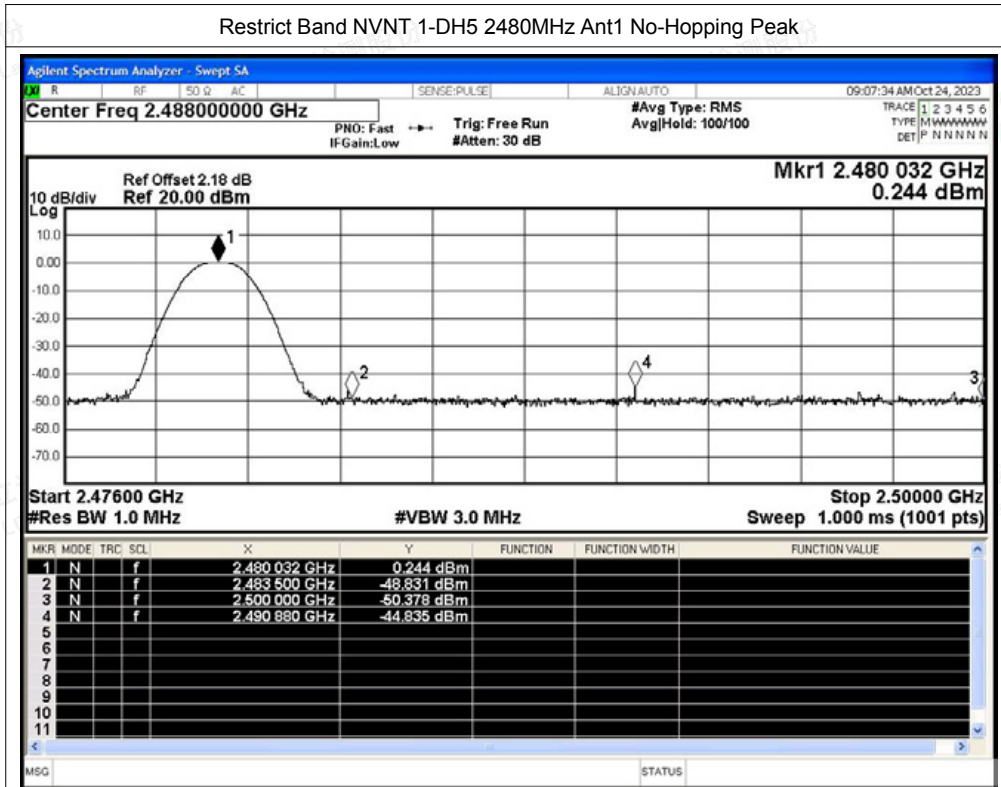 Restrict Band NVNT 1-DH5 2480MHz Ant1 No-Hopping Peak
Agilent Spectrum Analyzer - Swept SA
R RF 50 Ω AC SENSE:PULSE ALIGN AUTO 09:07:34 AM Oct 24, 2023
Center Freq 2.488000000 GHz #Avg Type: RMS TRACE 1 2 3 4 5 6
PNO: Fast Trig: Free Run Avg|Hold: 100/100 TYPE M WWWWW
IFGain:Low #Atten: 30 dB DET P N N N N N
Mkr1 2.480 032 GHz
0.244 dBm
Ref Offset 2.18 dB
10 dB/div Ref 20.00 dBm
Log
10.0
0.00
-10.0
-20.0
-30.0
-40.0
-50.0
-60.0
-70.0
1
2
4
3
Start 2.47600 GHz Stop 2.50000 GHz
#Res BW 1.0 MHz #VBW 3.0 MHz Sweep 1.000 ms (1001 pts)
MKR MODE TRC SCL X Y FUNCTION FUNCTION WIDTH FUNCTION VALUE
1 N f 2.480 032 GHz 0.244 dBm
2 N f 2.483 500 GHz -48.831 dBm
3 N f 2.500 000 GHz -50.378 dBm
4 N f 2.490 880 GHz -44.835 dBm
5
6
7
8
9
10
11
MSG STATUS